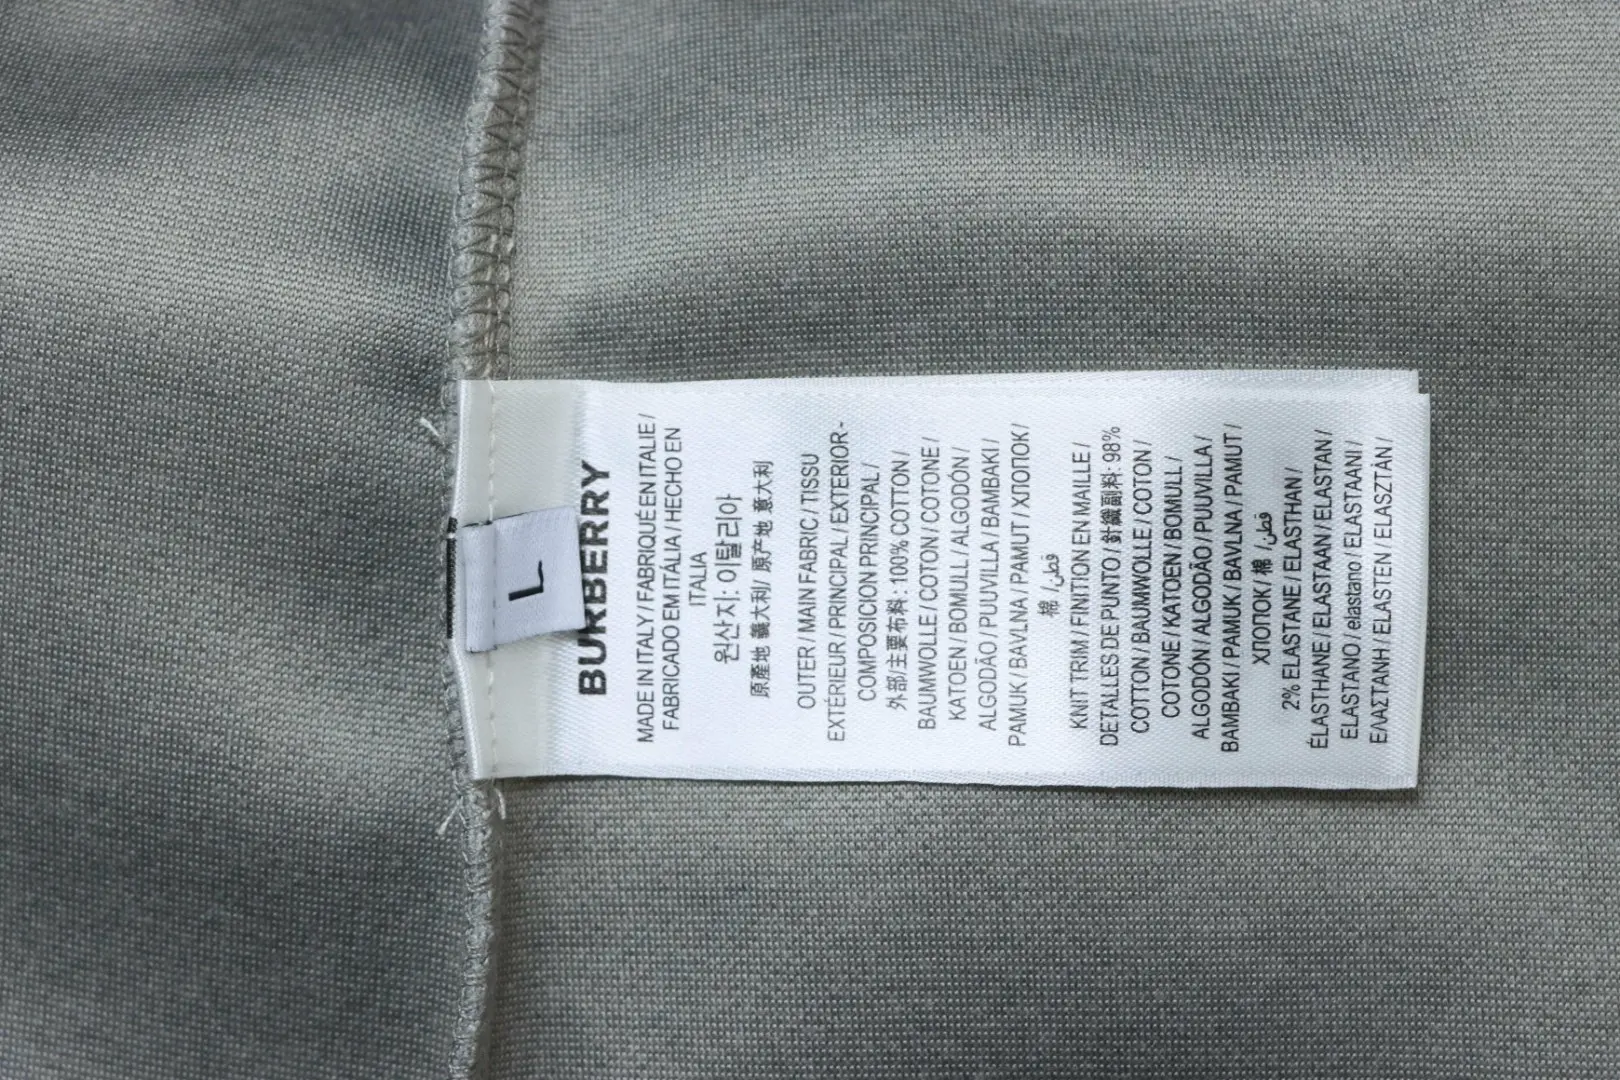 L
BURBERRY
MADE IN ITALY / FABRIQUÉ EN ITALIE /
FABRICADO EM ITÁLIA / HECHO EN
ITALIA
원산지: 이탈리아
原產地 義大利/ 原产地 意大利
OUTER / MAIN FABRIC / TISSU
EXTÉRIEUR / PRINCIPAL / EXTERIOR-
COMPOSICION PRINCIPAL /
外部/主要布料: 100% COTTON /
BAUMWOLLE / COTON / COTONE /
KATOEN / BOMULL / ALGODÓN /
ALGODÃO / PUUVILLA / BAMBAKI /
PAMUK / BAVLNA / PAMUT / ХЛОПОК /
棉 /قطن
KNIT TRIM / FINITION EN MAILLE /
DETALLES DE PUNTO / 針織副料: 98%
COTTON / BAUMWOLLE / COTON /
COTONE / KATOEN / BOMULL /
ALGODÓN / ALGODÃO / PUUVILLA /
BAMBAKI / PAMUK / BAVLNA / PAMUT /
ХЛОПОК / 棉 /قطن
2% ELASTANE / ELASTHAN /
ÉLASTHANE / ELASTAAN / ELASTAN /
ELASTANO / elastano / ELASTAANI /
ΕΛΑΣΤΑΝΗ / ELASTEN ELASZTÁN /